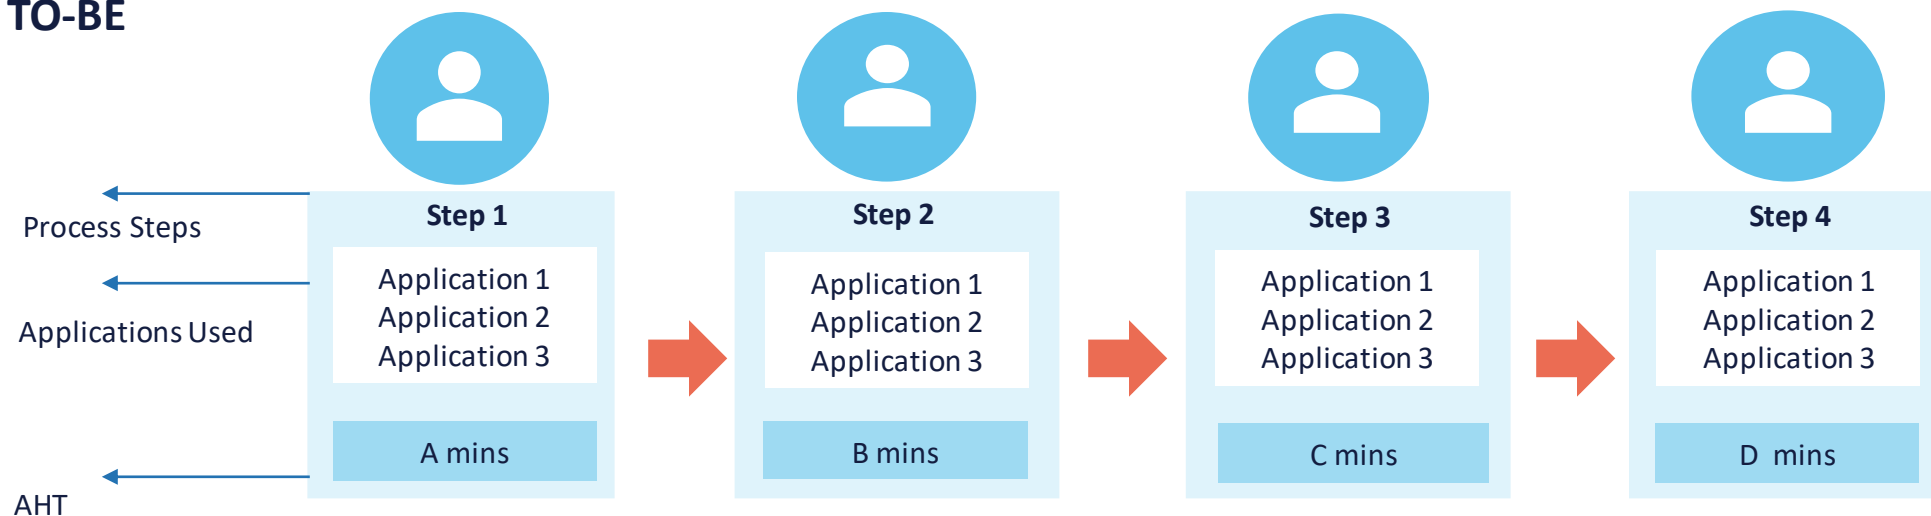 TO-BE
Process Steps
Applications Used
AHT
Step 1
Application 1
Application 2
Application 3
A mins
Step 2
Application 1
Application 2
Application 3
B mins
Step 3
Application 1
Application 2
Application 3
C mins
Step 4
Application 1
Application 2
Application 3
D mins